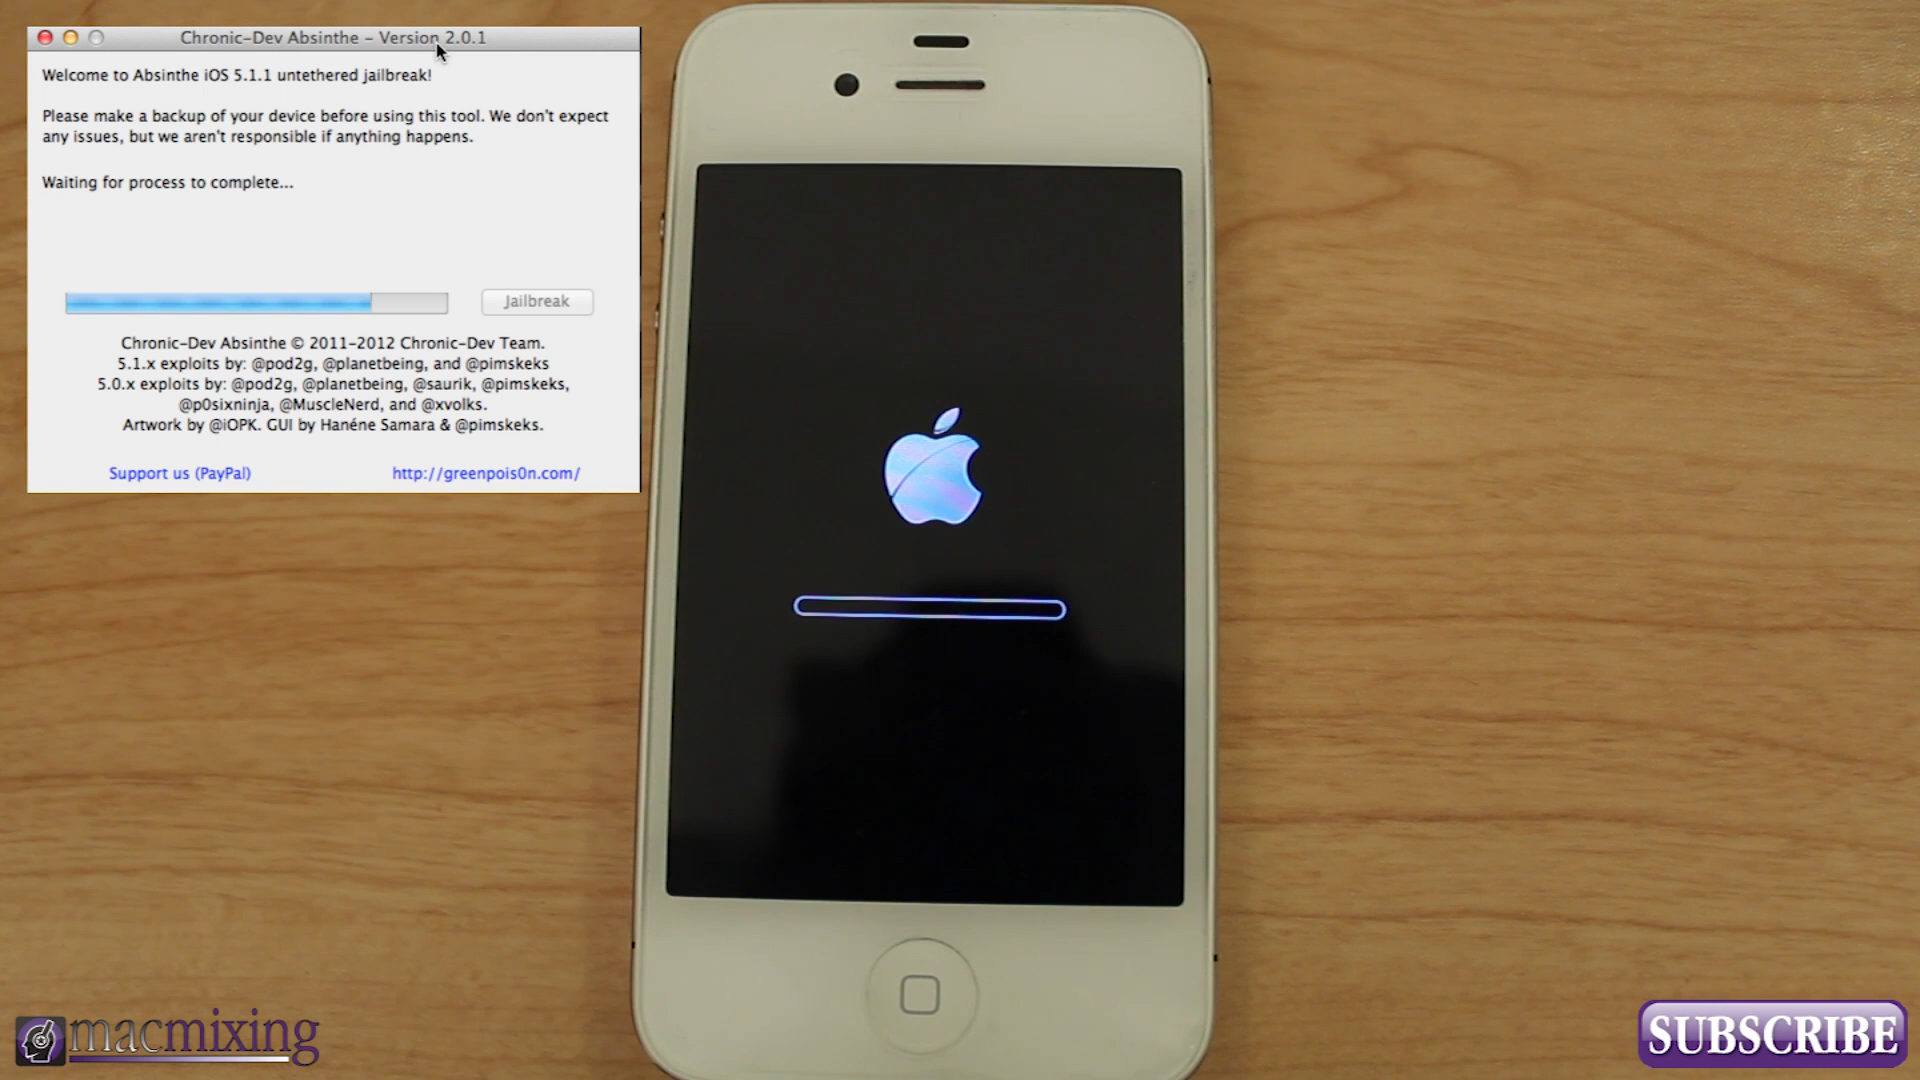 Chronic-Dev Absinthe - Version 2.0.1
Welcome to Absinthe iOS 5.1.1 untethered jailbreak!
Please make a backup of your device before using this tool. We don't expect
any issues, but we aren't responsible if anything happens.
Waiting for process to complete...
Jailbreak
Chronic-Dev Absinthe © 2011-2012 Chronic-Dev Team.
5.1.x exploits by: @pod2g, @planetbeing, and @pimskeks
5.0.x exploits by: @pod2g, @planetbeing, @saurik, @pimskeks,
@p0sixninja, @MuscleNerd, and @xvolks.
Artwork by @iOPK. GUI by Hanéne Samara & @pimskeks.
Support us (PayPal)
http://greenpois0n.com/
macmixing
SUBSCRIBE